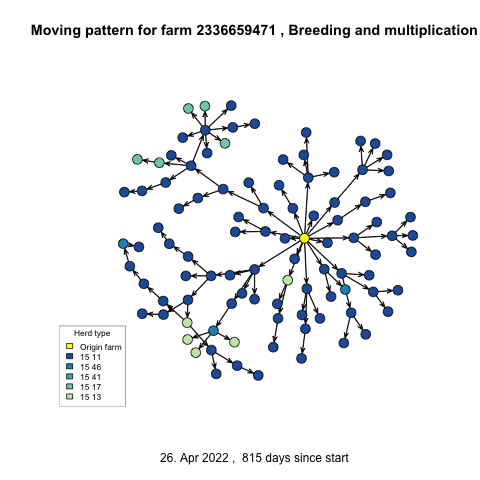 Moving pattern for farm 2336659471 , Breeding and multiplication
Herd type
Origin farm
15 11
15 46
15 41
15 17
15 13
26. Apr 2022 , 815 days since start